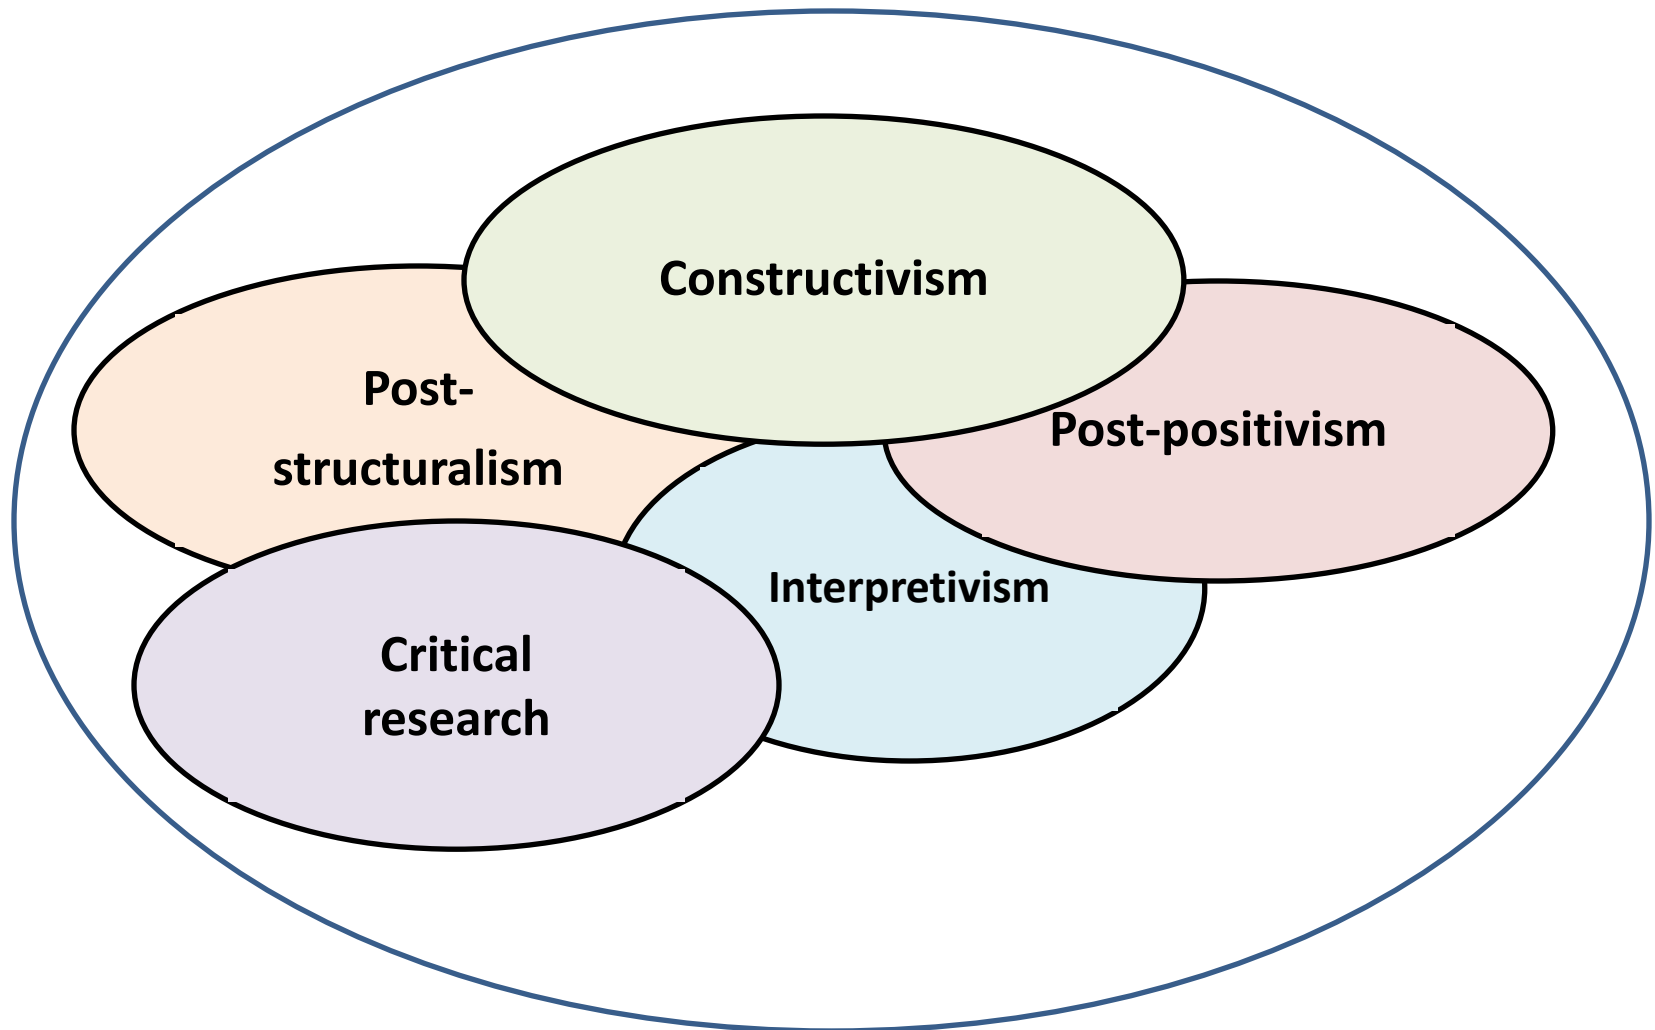 Constructivism
Post-
structuralism
Post-positivism
Interpretivism
Critical
research